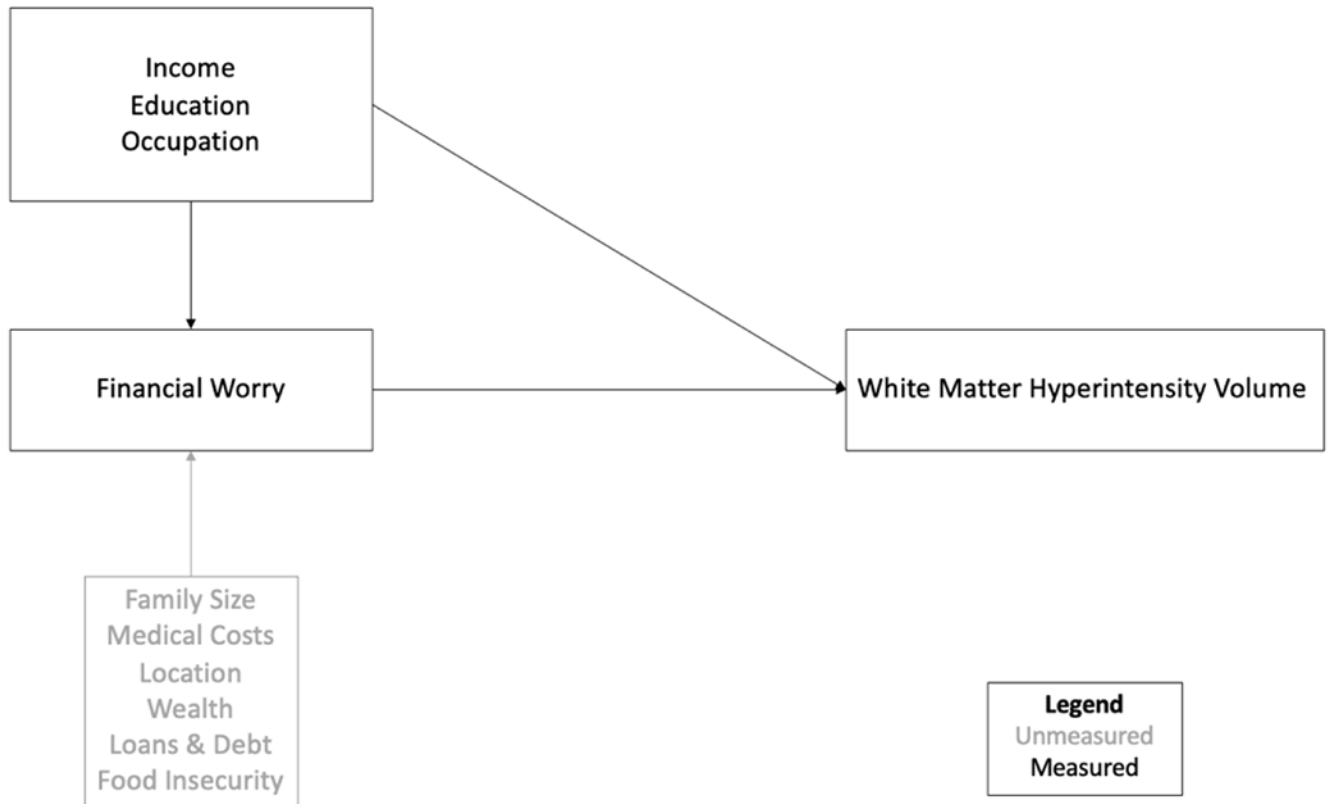 Income
Education
Occupation
Financial Worry
White Matter Hyperintensity Volume
Family Size
Medical Costs
Location
Wealth
Loans & Debt
Food Insecurity
Legend
Unmeasured
Measured